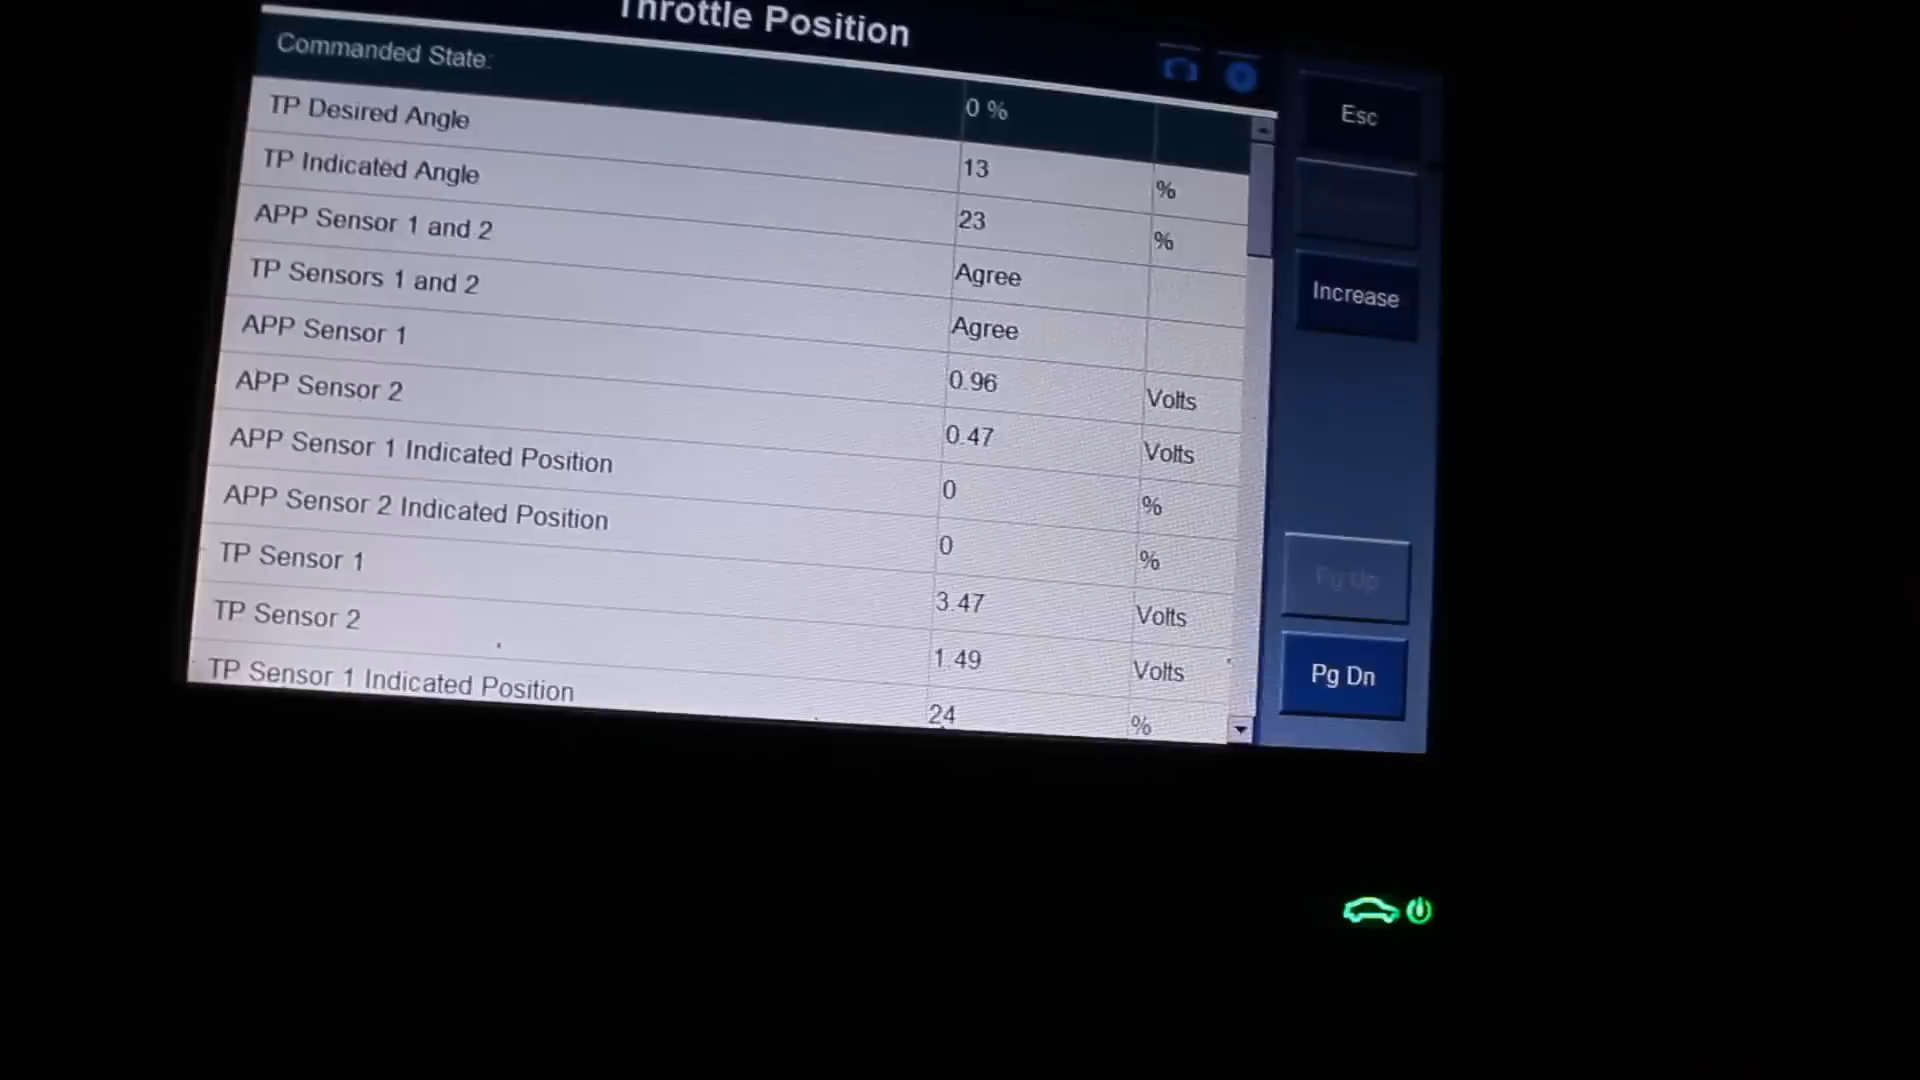 Throttle Position
Commanded State: 0 %
TP Desired Angle 13 %
TP Indicated Angle 23 %
APP Sensor 1 and 2 Agree
TP Sensors 1 and 2 Agree
APP Sensor 1 0.96 Volts
APP Sensor 2 0.47 Volts
APP Sensor 1 Indicated Position 0 %
APP Sensor 2 Indicated Position 0 %
TP Sensor 1 3.47 Volts
TP Sensor 2 1.49 Volts
TP Sensor 1 Indicated Position 24 %
Esc
Increase
Pg Up
Pg Dn